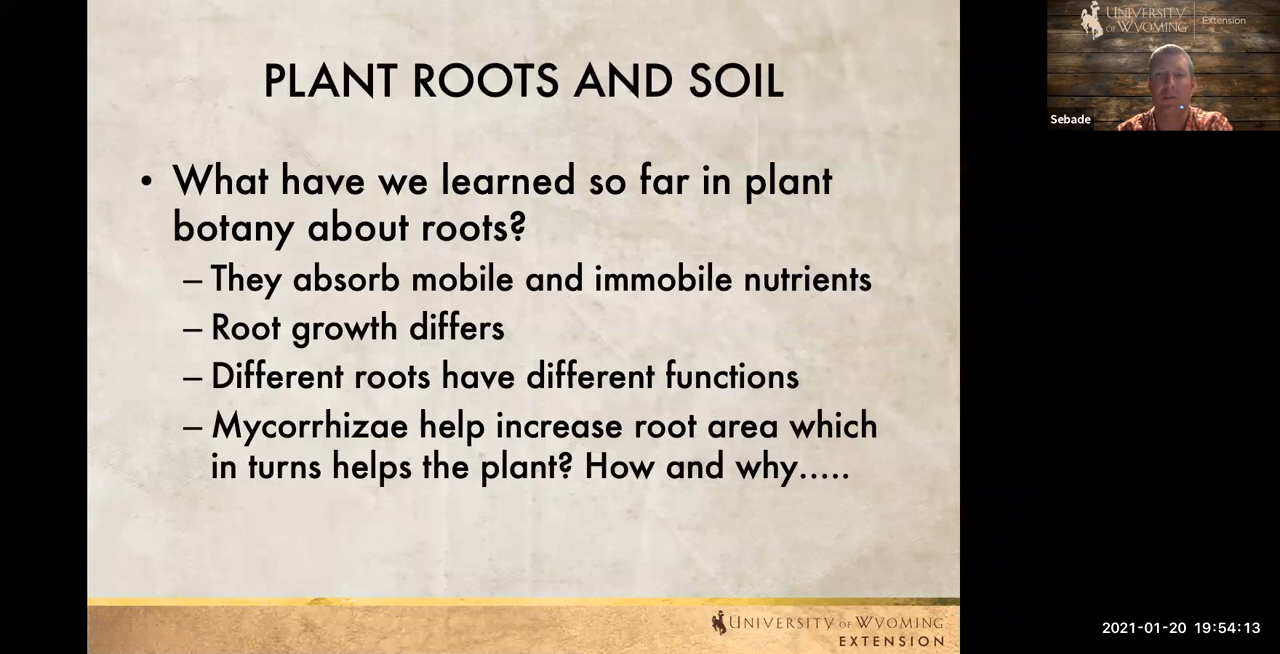 PLANT ROOTS AND SOIL
• What have we learned so far in plant
botany about roots?
– They absorb mobile and immobile nutrients
– Root growth differs
– Different roots have different functions
– Mycorrhizae help increase root area which
in turns helps the plant? How and why.....
UNIVERSITY OF WYOMING
EXTENSION
UNIVERSITY
OF WYOMING
Extension
Sebade
2021-01-20 19:54:13